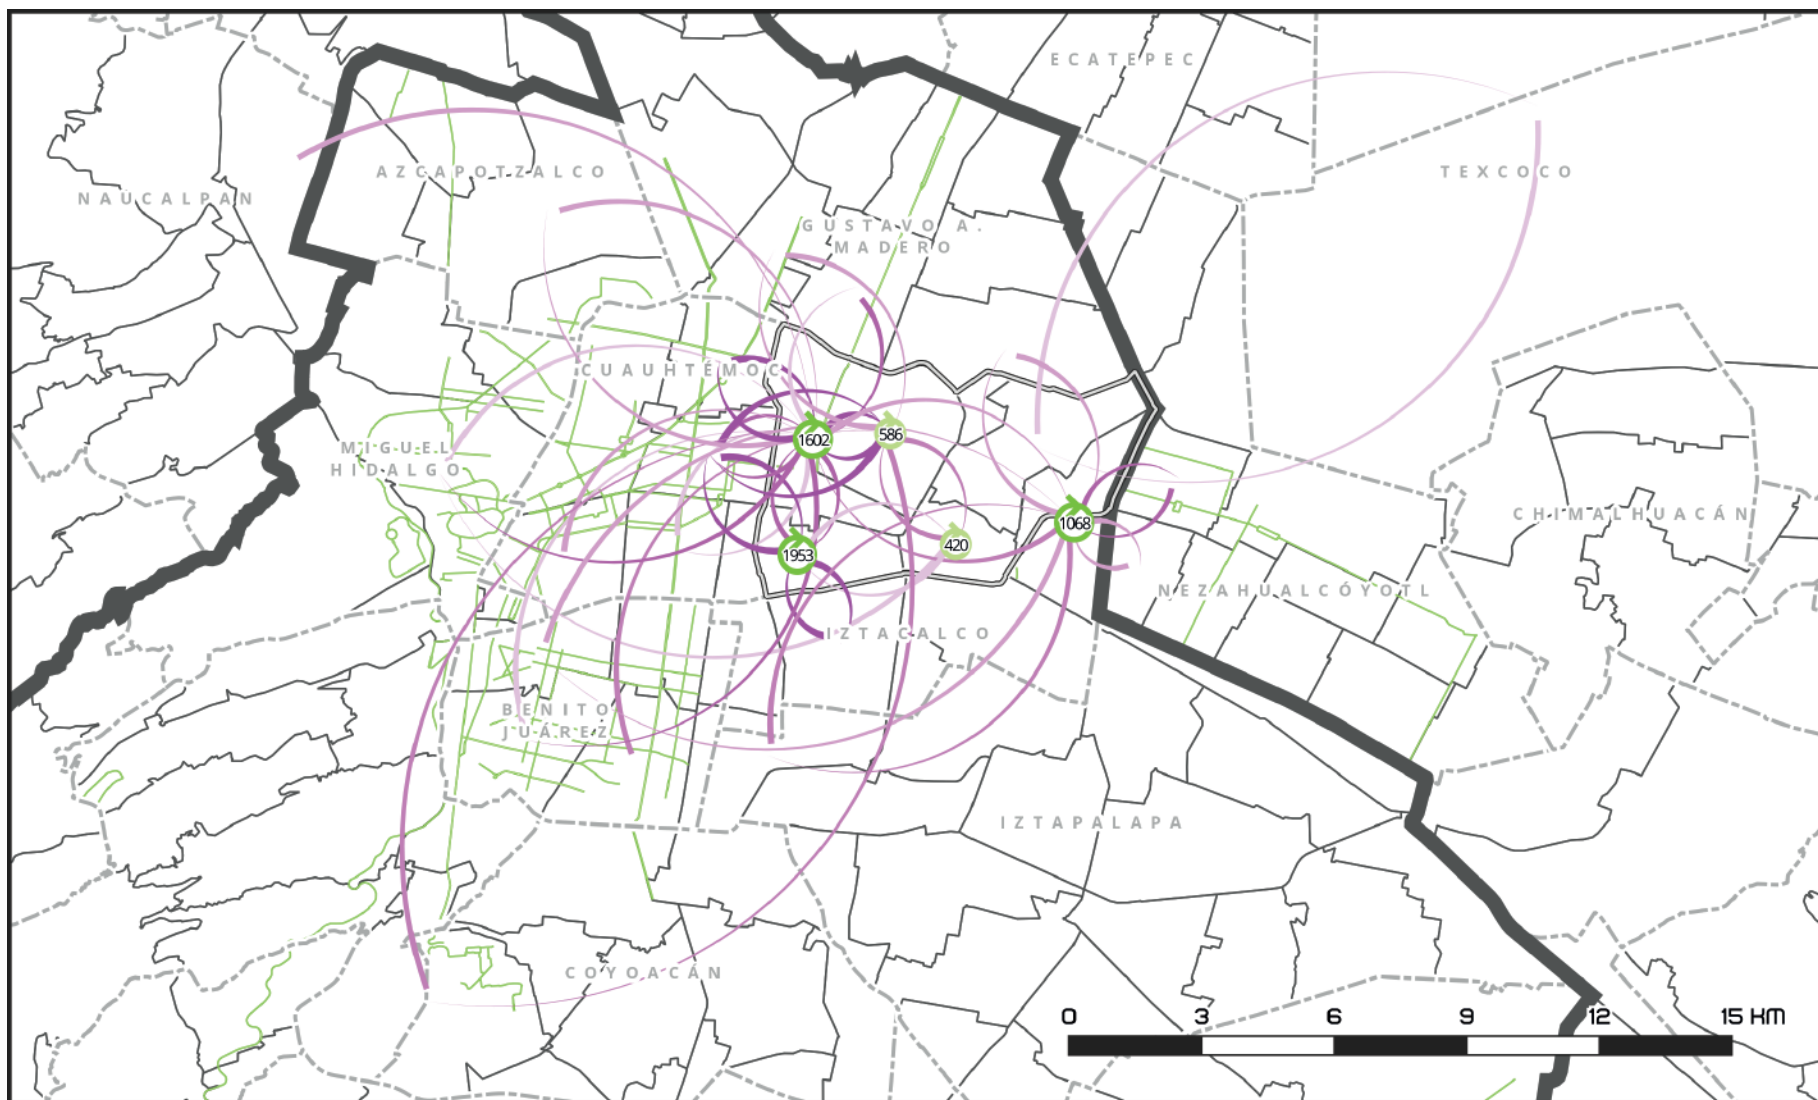 ECATEPEC
AZCAPOTZALCO
TEXCOCO
NAUCALPAN
GUSTAVO A.
MADERO
CUAUHTÉMOC
1602
586
MIGUEL
HIDALGO
1068
CHIMALHUACÁN
1953
420
NEZAHUALCÓYOTL
IZTACALCO
BENITO
JUÁREZ
IZTAPALAPA
COYOACÁN
0 3 6 9 12 15 KM